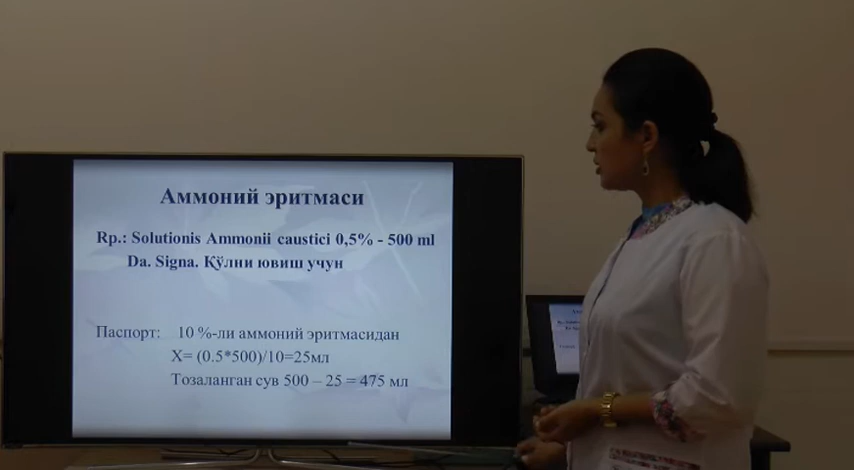 Аммоний эритмаси
Rp.: Solutionis Ammonii caustici 0,5% - 500 ml
Da. Signa. Қўлни ювиш учун
Паспорт: 10 %-ли аммоний эритмасидан
X= (0.5*500)/10=25мл
Тозаланган сув 500 – 25 = 475 мл